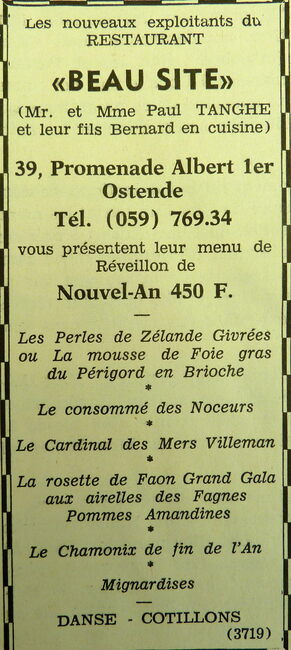 Les nouveaux exploitants du
RESTAURANT
«BEAU SITE»
(Mr. et Mme Paul TANGHE
et leur fils Bernard en cuisine)
39, Promenade Albert 1er
Ostende
Tél. (059) 769.34
vous présentent leur menu de
Réveillon de
Nouvel-An 450 F.
—
Les Perles de Zélande Givrées
ou La mousse de Foie gras
du Périgord en Brioche
*
Le consommé des Noceurs
*
Le Cardinal des Mers Villeman
*
La rosette de Faon Grand Gala
aux airelles des Fagnes
Pommes Amandines
*
Le Chamonix de fin de l'An
*
Mignardises
—
DANSE - COTILLONS
(3719)